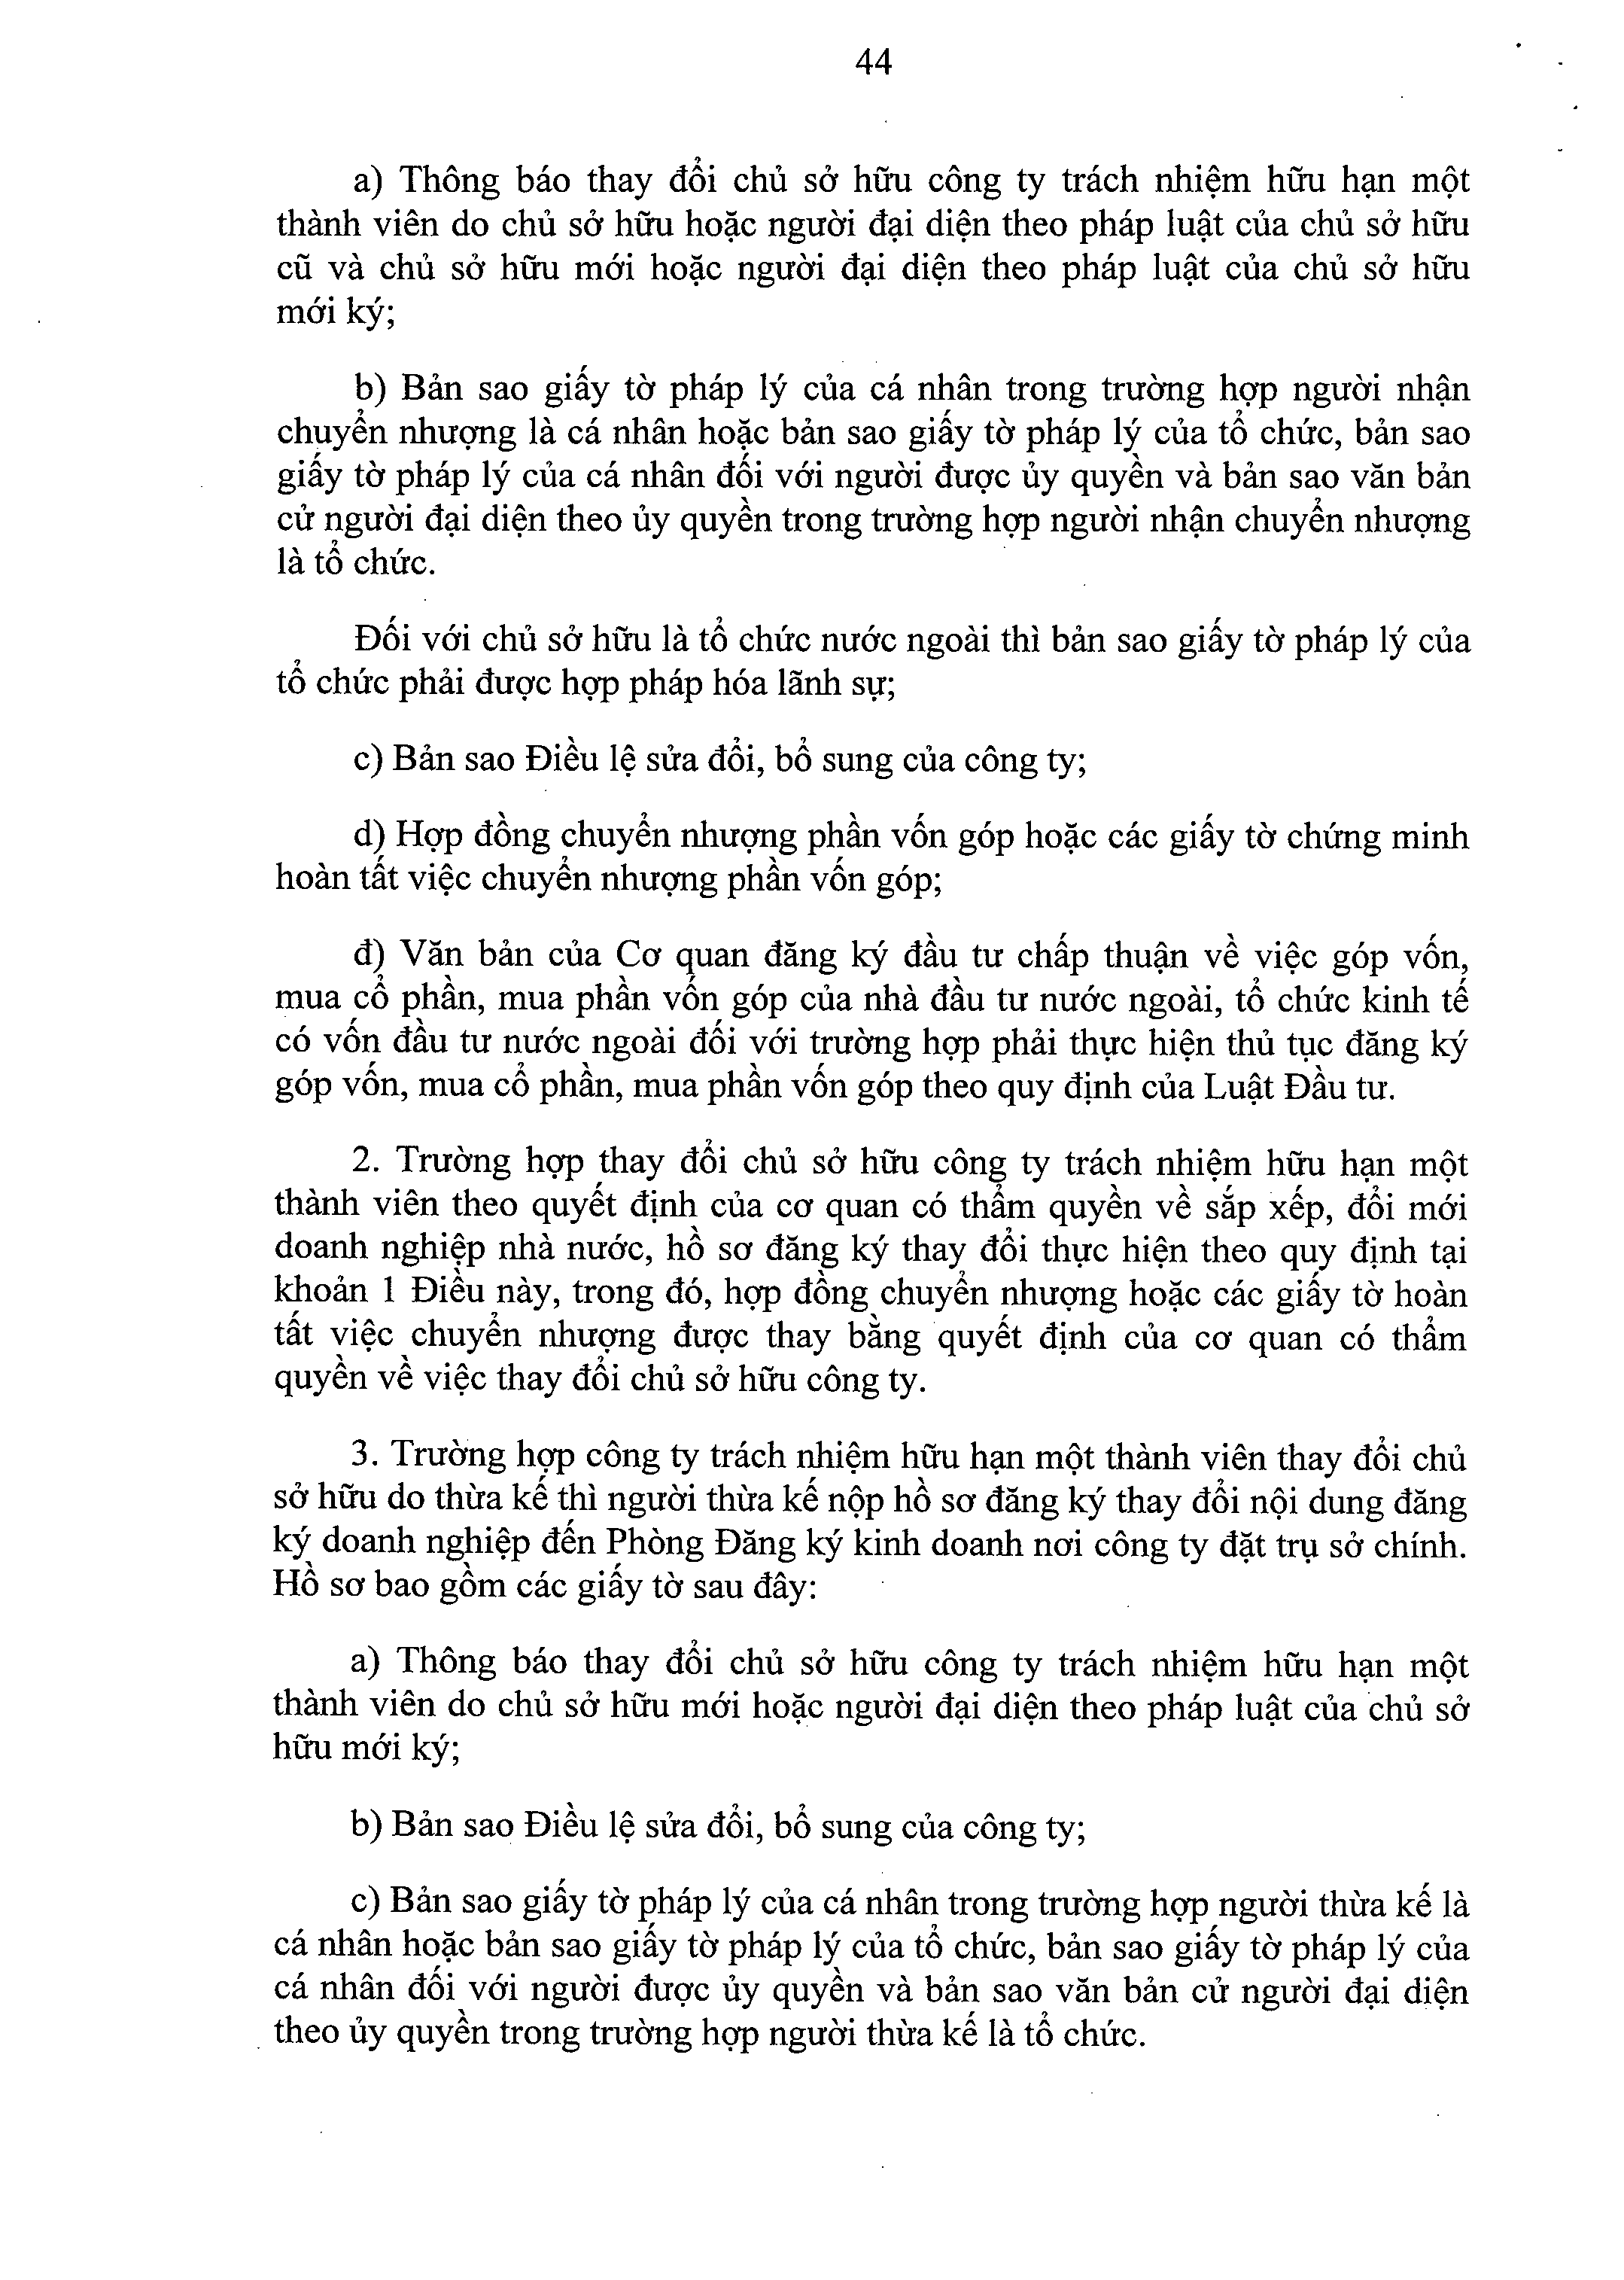 44
a) Thông báo thay đổi chủ sở hữu công ty trách nhiệm hữu hạn một
thành viên do chủ sở hữu hoặc người đại diện theo pháp luật của chủ sở hữu
cũ và chủ sở hữu mới hoặc người đại diện theo pháp luật của chủ sở hữu
mới ký;
b) Bản sao giấy tờ pháp lý của cá nhân trong trường hợp người nhận
chuyển nhượng là cá nhân hoặc bản sao giấy tờ pháp lý của tổ chức, bản sao
giấy tờ pháp lý của cá nhân đối với người được ủy quyền và bản sao văn bản
cử người đại diện theo ủy quyền trong trường hợp người nhận chuyển nhượng
là tổ chức.
Đối với chủ sở hữu là tổ chức nước ngoài thì bản sao giấy tờ pháp lý của
tổ chức phải được hợp pháp hóa lãnh sự;
c) Bản sao Điều lệ sửa đổi, bổ sung của công ty;
d) Hợp đồng chuyển nhượng phần vốn góp hoặc các giấy tờ chứng minh
hoàn tất việc chuyển nhượng phần vốn góp;
đ) Văn bản của Cơ quan đăng ký đầu tư chấp thuận về việc góp vốn,
mua cổ phần, mua phần vốn góp của nhà đầu tư nước ngoài, tổ chức kinh tế
có vốn đầu tư nước ngoài đối với trường hợp phải thực hiện thủ tục đăng ký
góp vốn, mua cổ phần, mua phần vốn góp theo quy định của Luật Đầu tư.
2. Trường hợp thay đổi chủ sở hữu công ty trách nhiệm hữu hạn một
thành viên theo quyết định của cơ quan có thẩm quyền về sắp xếp, đổi mới
doanh nghiệp nhà nước, hồ sơ đăng ký thay đổi thực hiện theo quy định tại
khoản 1 Điều này, trong đó, hợp đồng chuyển nhượng hoặc các giấy tờ hoàn
tất việc chuyển nhượng được thay bằng quyết định của cơ quan có thẩm
quyền về việc thay đổi chủ sở hữu công ty.
3. Trường hợp công ty trách nhiệm hữu hạn một thành viên thay đổi chủ
sở hữu do thừa kế thì người thừa kế nộp hồ sơ đăng ký thay đổi nội dung đăng
ký doanh nghiệp đến Phòng Đăng ký kinh doanh nơi công ty đặt trụ sở chính.
Hồ sơ bao gồm các giấy tờ sau đây:
a) Thông báo thay đổi chủ sở hữu công ty trách nhiệm hữu hạn một
thành viên do chủ sở hữu mới hoặc người đại diện theo pháp luật của chủ sở
hữu mới ký;
b) Bản sao Điều lệ sửa đổi, bổ sung của công ty;
c) Bản sao giấy tờ pháp lý của cá nhân trong trường hợp người thừa kế là
cá nhân hoặc bản sao giấy tờ pháp lý của tổ chức, bản sao giấy tờ pháp lý của
cá nhân đối với người được ủy quyền và bản sao văn bản cử người đại diện
theo ủy quyền trong trường hợp người thừa kế là tổ chức.